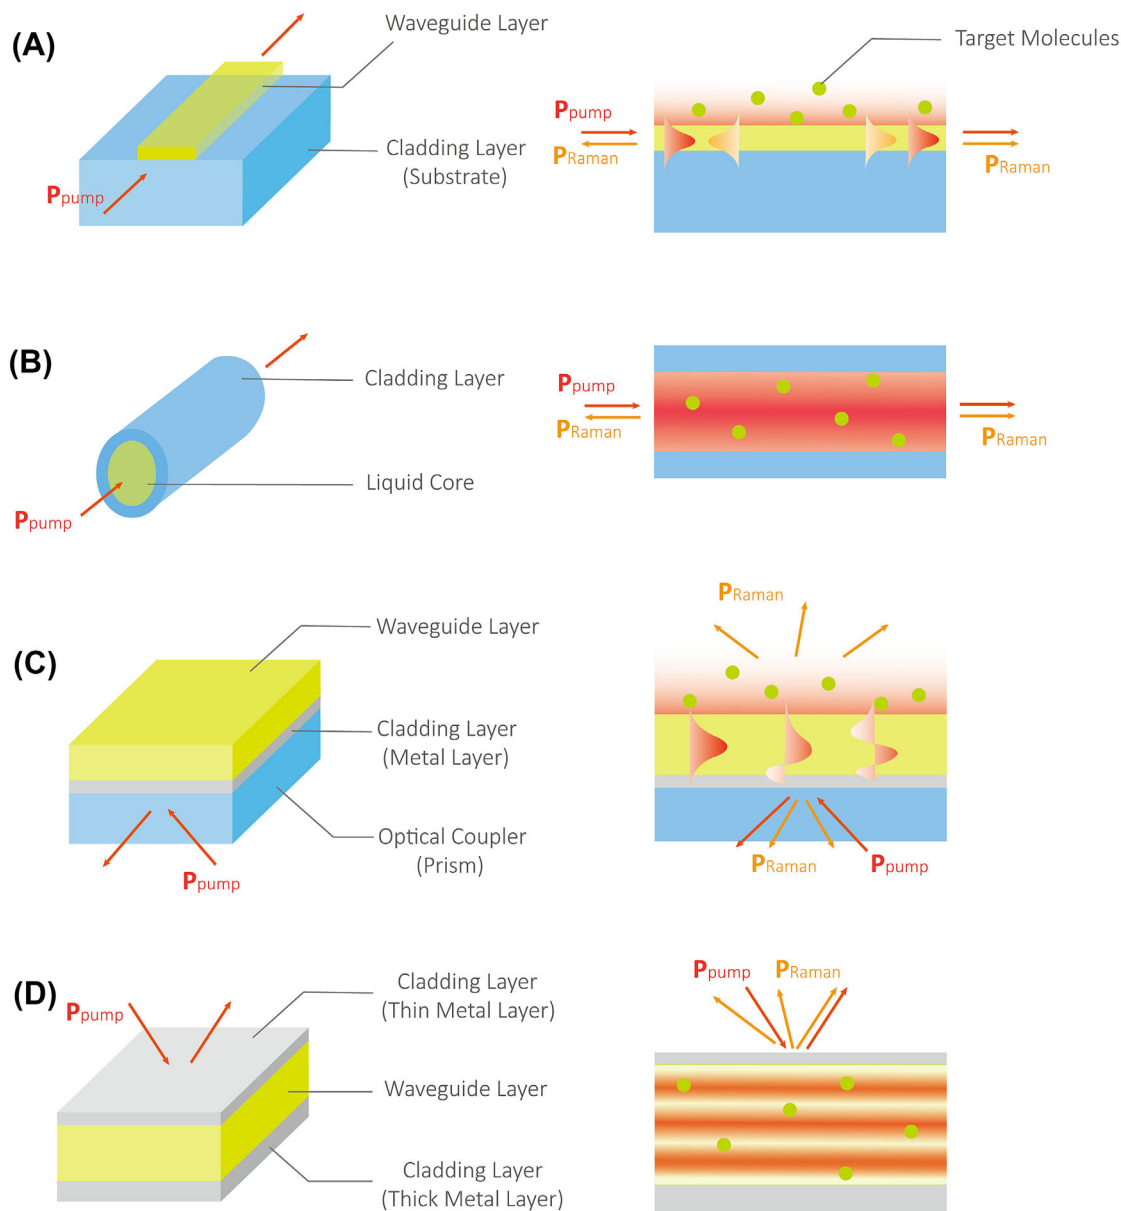 (A)
Waveguide Layer
Cladding Layer
(Substrate)
Ppump
Target Molecules
Ppump
PRaman
PRaman
(B)
Cladding Layer
Liquid Core
Ppump
Ppump
PRaman
PRaman
(C)
Waveguide Layer
Cladding Layer
(Metal Layer)
Optical Coupler
(Prism)
Ppump
PRaman
PRaman
Ppump
(D)
Ppump
Cladding Layer
(Thin Metal Layer)
Waveguide Layer
Cladding Layer
(Thick Metal Layer)
Ppump
PRaman